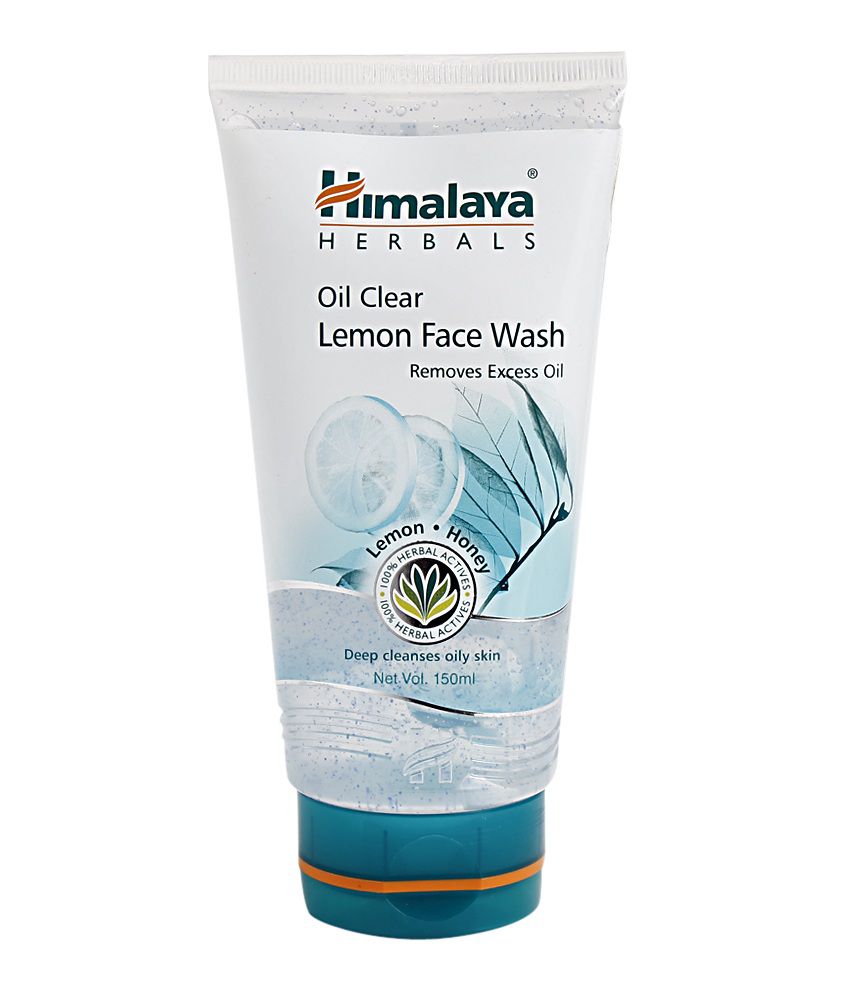 Himalaya®
HERBALS
Oil Clear
Lemon Face Wash
Removes Excess Oil
Lemon • Honey
100% HERBAL ACTIVES • 100% HERBAL ACTIVES •
Deep cleanses oily skin
Net Vol. 150ml